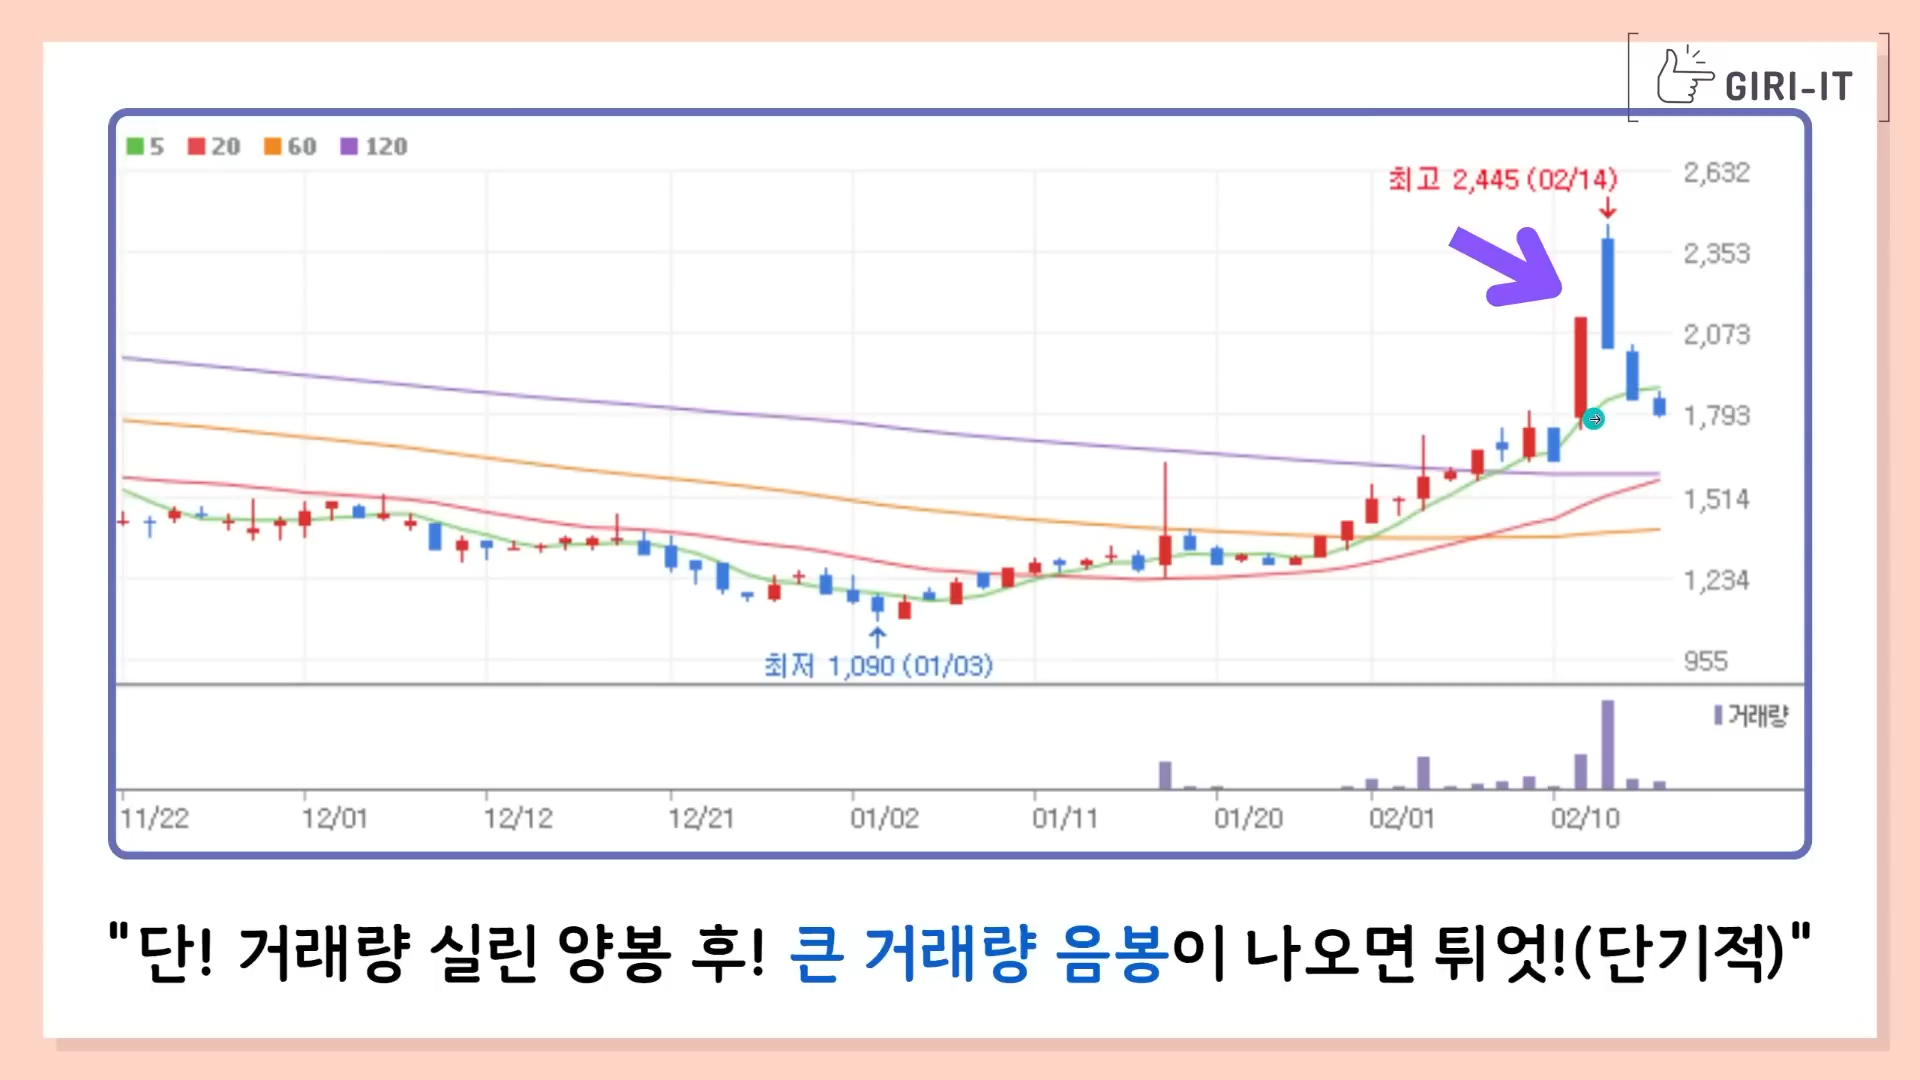 GIRI-IT
5 20 60 120
최고 2,445 (02/14)
2,632
2,353
2,073
1,793
1,514
1,234
955
최저 1,090 (01/03)
거래량
11/22 12/01 12/12 12/21 01/02 01/11 01/20 02/01 02/10
"단! 거래량 실린 양봉 후! 큰 거래량 음봉이 나오면 튀엇!(단기적)"